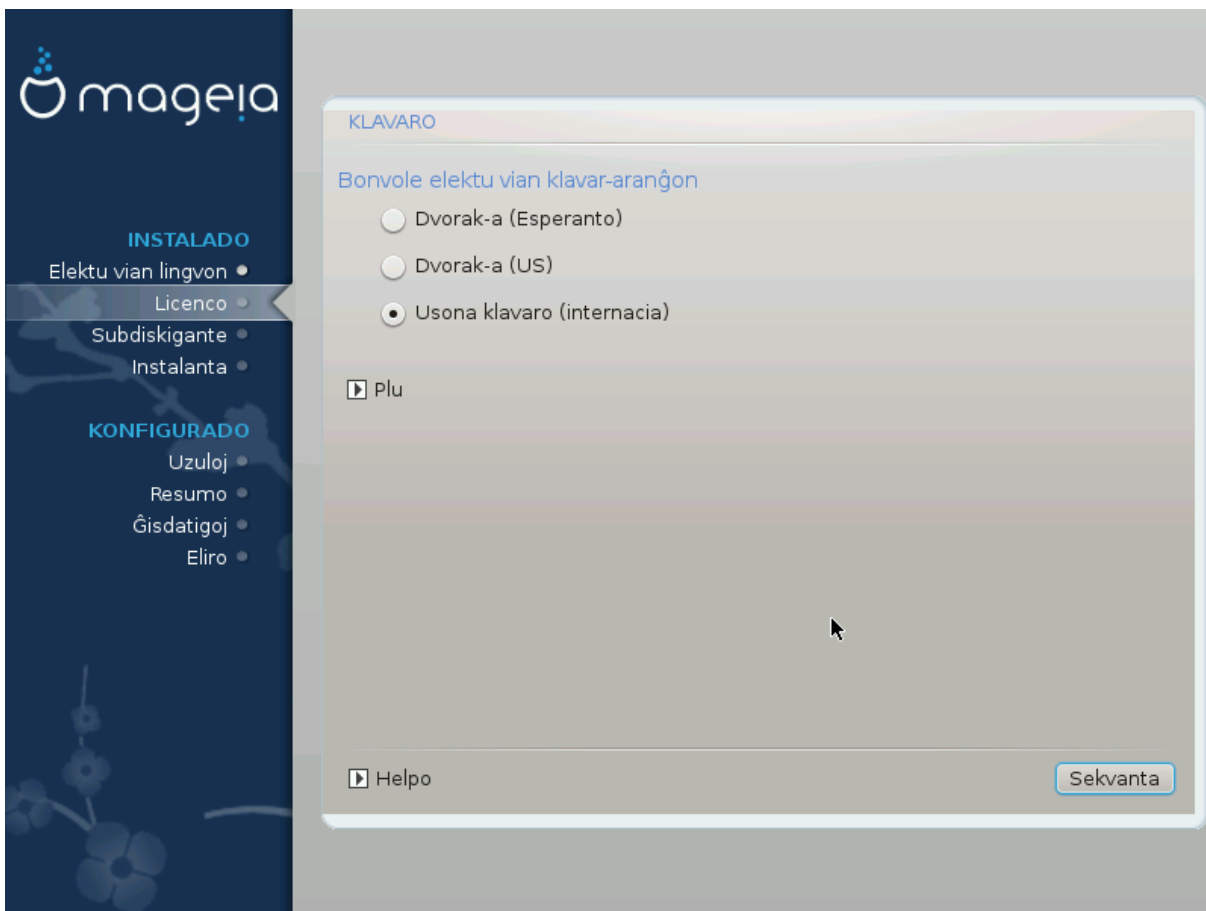 mageia
INSTALADO
Elektu vian lingvon
Licenco
Subdiskigante
Instalanta
KONFIGURADO
Uzuloj
Resumo
Ĝisdatigoj
Eliro
KLAVARO
Bonvole elektu vian klavar-aranĝon
Dvorak-a (Esperanto)
Dvorak-a (US)
Usona klavaro (internacia)
Plu
Helpo
Sekvanta